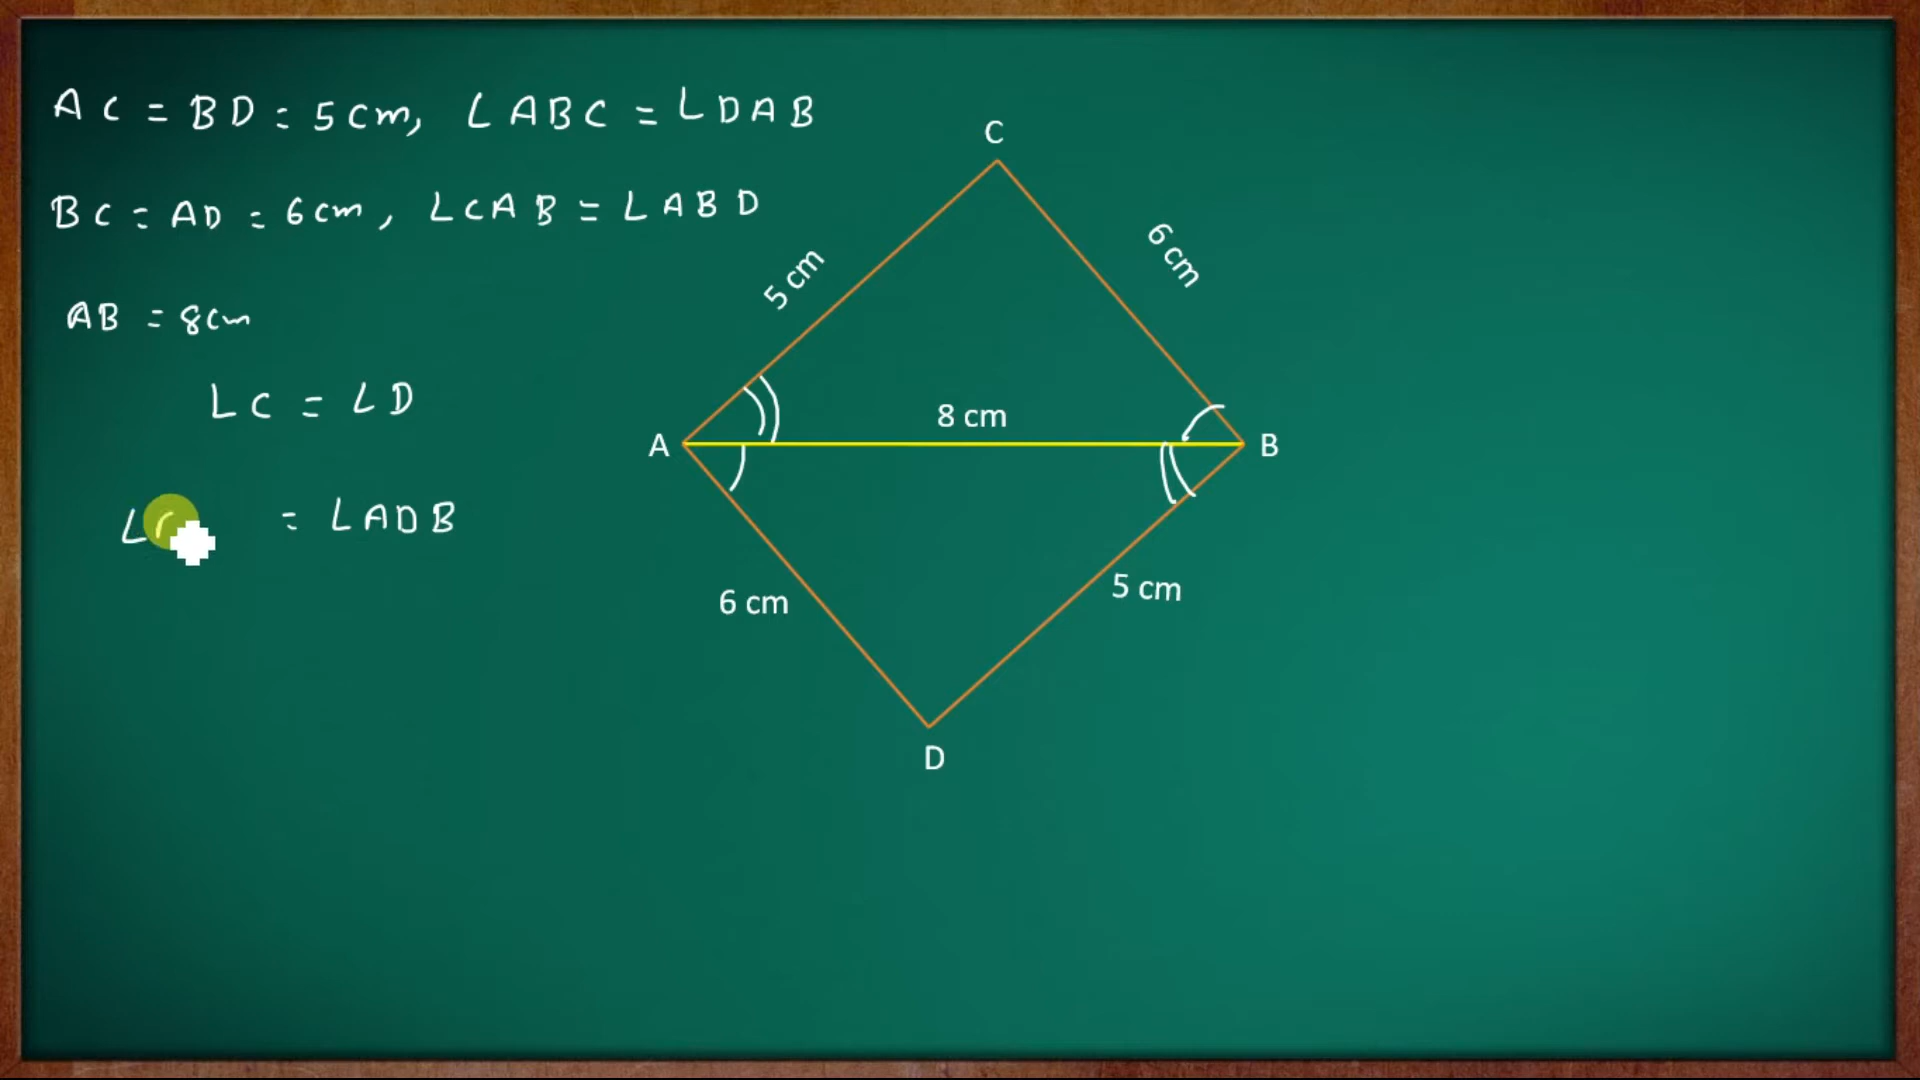 AC = BD = 5cm, ∠ABC = ∠DAB
BC = AD = 6cm, ∠CAB = ∠ABD
AB = 8cm
∠C = ∠D
∠ = ∠ADB
C
5 cm
6 cm
8 cm
A
B
6 cm
5 cm
D